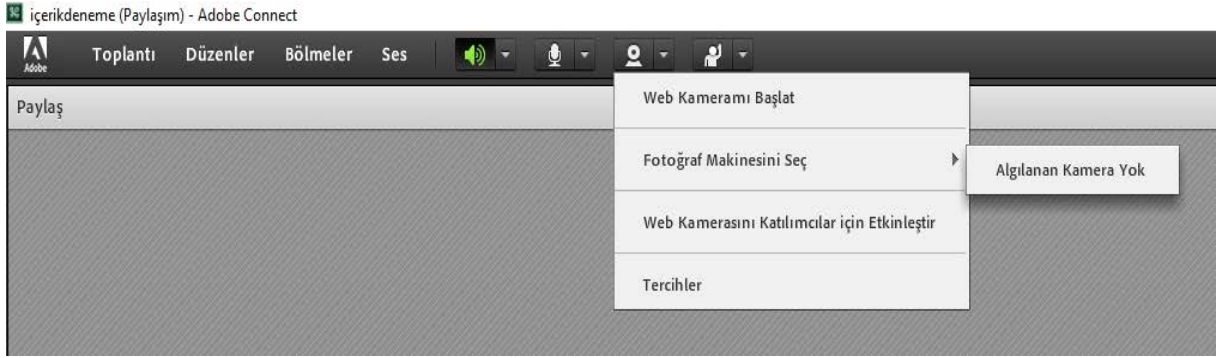 içerikdeneme (Paylaşım) - Adobe Connect
Adobe Toplantı Düzenler Bölmeler Ses
Paylaş
Web Kameramı Başlat
Fotoğraf Makinesini Seç
Algılanan Kamera Yok
Web Kamerasını Katılımcılar için Etkinleştir
Tercihler